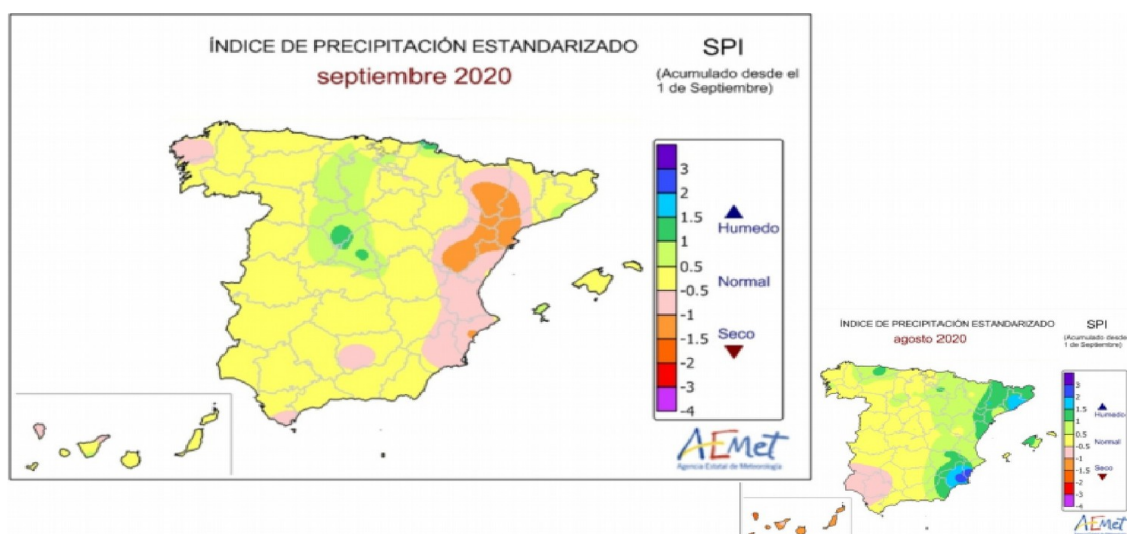 ÍNDICE DE PRECIPITACIÓN ESTANDARIZADO
septiembre 2020
SPI
(Acumulado desde el
1 de Septiembre)
3
2
1.5
1
0.5
-0.5
-1
-1.5
-2
-3
-4
Humedo
Normal
Seco
AEMet
Agencia Estatal de Meteorología
ÍNDICE DE PRECIPITACIÓN ESTANDARIZADO
agosto 2020
SPI
(Acumulado desde el
1 de Septiembre)
3
2
1.5
1
0.5
-0.5
-1
-1.5
-2
-3
-4
Humedo
Normal
Seco
AEMet